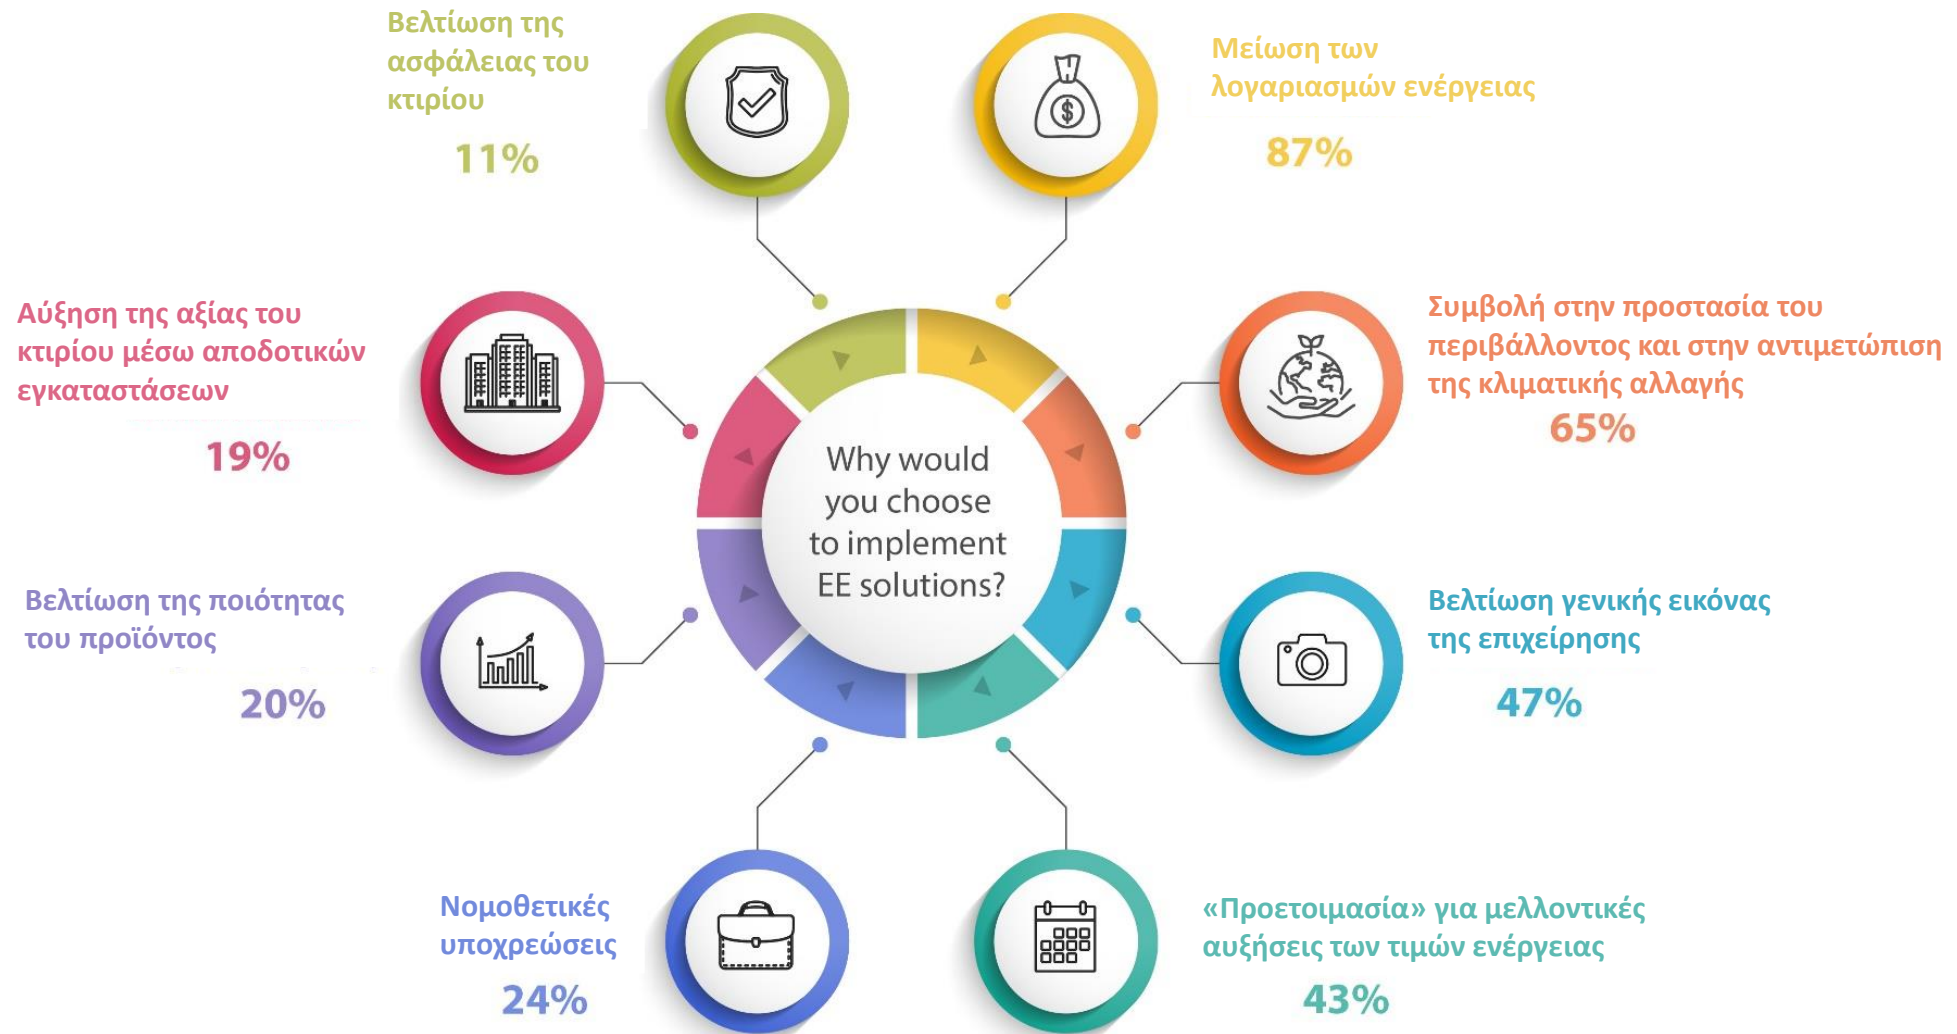 Βελτίωση της
ασφάλειας του
κτιρίου
11%
Μείωση των
λογαριασμών ενέργειας
87%
Αύξηση της αξίας του
κτιρίου μέσω αποδοτικών
εγκαταστάσεων
19%
Συμβολή στην προστασία του
περιβάλλοντος και στην αντιμετώπιση
της κλιματικής αλλαγής
65%
Why would
you choose
to implement
EE solutions?
Βελτίωση της ποιότητας
του προϊόντος
20%
Βελτίωση γενικής εικόνας
της επιχείρησης
47%
Νομοθετικές
υποχρεώσεις
24%
«Προετοιμασία» για μελλοντικές
αυξήσεις των τιμών ενέργειας
43%